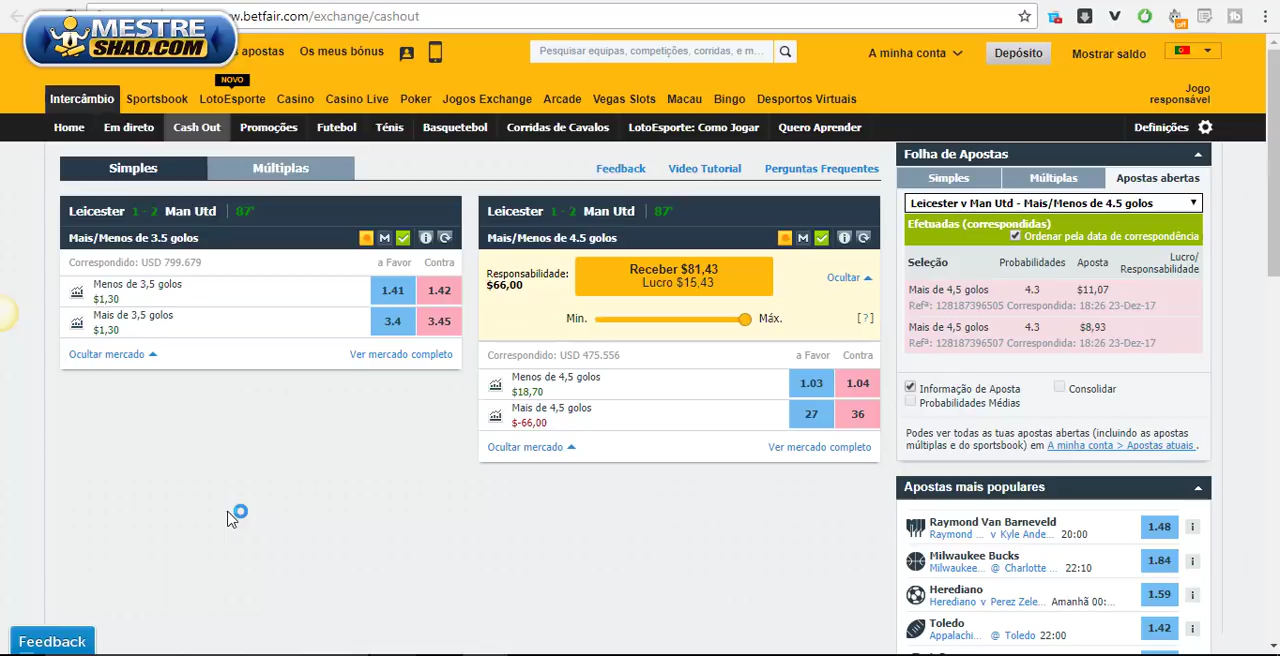 w.betfair.com/exchange/cashout
MESTRE
SHAO.COM
apostas
Os meus bónus
Pesquisar equipas, competições, corridas, e m...
A minha conta
Depósito
Mostrar saldo
NOVO
Intercâmbio
Sportsbook
LotoEsporte
Casino
Casino Live
Poker
Jogos Exchange
Arcade
Vegas Slots
Macau
Bingo
Desportos Virtuais
Jogo
responsável
Home
Em direto
Cash Out
Promoções
Futebol
Ténis
Basquetebol
Corridas de Cavalos
LotoEsporte: Como Jogar
Quero Aprender
Definições
Simples
Múltiplas
Feedback
Video Tutorial
Perguntas Frequentes
Leicester 1 - 2 Man Utd 87'
Mais/Menos de 3.5 golos
M
Correspondido: USD 799.679
a Favor
Contra
Menos de 3,5 golos
$1,30
1.41
1.42
Mais de 3,5 golos
$1,30
3.4
3.45
Ocultar mercado
Ver mercado completo
Leicester 1 - 2 Man Utd 87'
Mais/Menos de 4.5 golos
M
Responsabilidade:
$66,00
Receber $81,43
Lucro $15,43
Ocultar
Min.
Máx.
[?]
Correspondido: USD 475.556
a Favor
Contra
Menos de 4,5 golos
$18,70
1.03
1.04
Mais de 4,5 golos
$-66,00
27
36
Ocultar mercado
Ver mercado completo
Folha de Apostas
Simples
Múltiplas
Apostas abertas
Leicester v Man Utd - Mais/Menos de 4.5 golos
Efetuadas (correspondidas)
Ordenar pela data de correspondência
Seleção
Probabilidades
Aposta
Lucro/
Responsabilidade
Mais de 4,5 golos 4.3 $11,07
Refª: 128187396505 Correspondida: 18:26 23-Dez-17
Mais de 4,5 golos 4.3 $8,93
Refª: 128187396507 Correspondida: 18:26 23-Dez-17
Informação de Aposta
Consolidar
Probabilidades Médias
Podes ver todas as tuas apostas abertas (incluindo as apostas
múltiplas e do sportsbook) em A minha conta > Apostas atuais .
Apostas mais populares
Raymond Van Barneveld
Raymond ... v Kyle Ande... 20:00
1.48
i
Milwaukee Bucks
Milwaukee... @ Charlotte ... 22:10
1.84
i
Herediano
Herediano v Perez Zele... Amanhã 00:...
1.59
i
Toledo
Appalachi... @ Toledo 22:00
1.42
i
Feedback